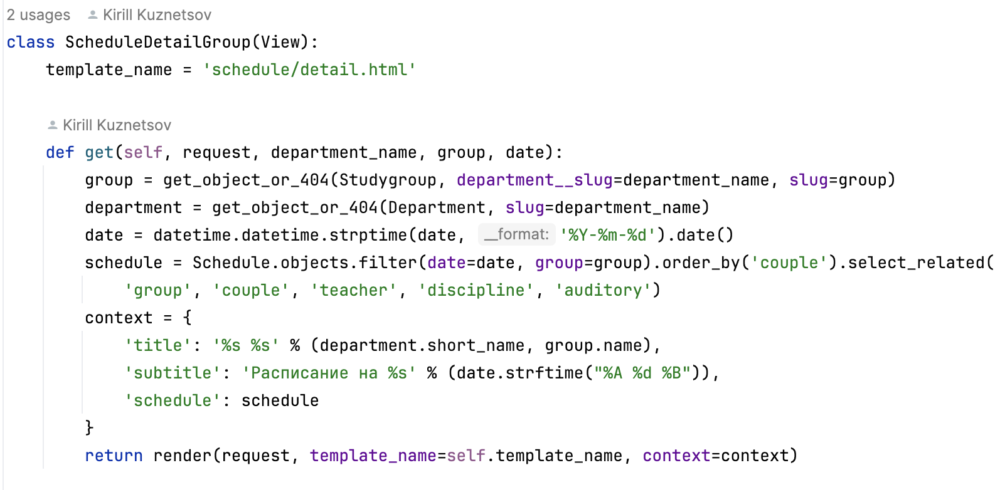 2 usages Kirill Kuznetsov
class ScheduleDetailGroup(View):
    template_name = 'schedule/detail.html'
    Kirill Kuznetsov
    def get(self, request, department_name, group, date):
        group = get_object_or_404(Studygroup, department__slug=department_name, slug=group)
        department = get_object_or_404(Department, slug=department_name)
        date = datetime.datetime.strptime(date, __format: '%Y-%m-%d').date()
        schedule = Schedule.objects.filter(date=date, group=group).order_by('couple').select_related(
            'group', 'couple', 'teacher', 'discipline', 'auditory')
        context = {
            'title': '%s %s' % (department.short_name, group.name),
            'subtitle': 'Расписание на %s' % (date.strftime("%A %d %B")),
            'schedule': schedule
        }
        return render(request, template_name=self.template_name, context=context)